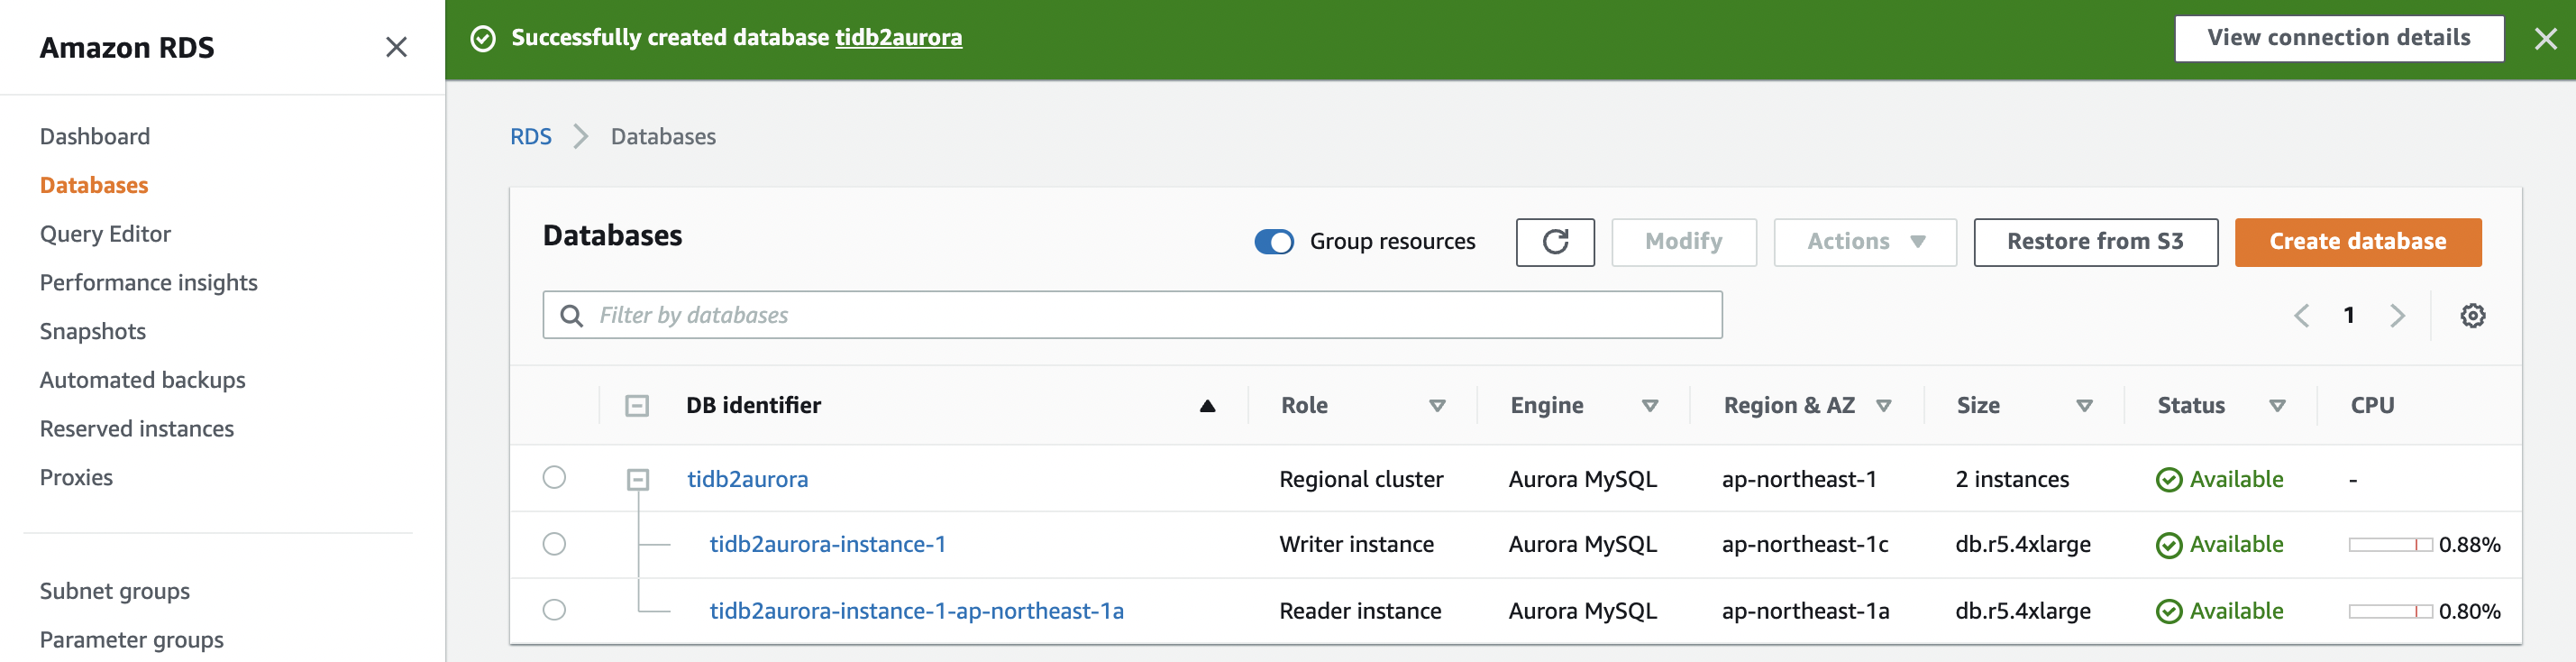 Amazon RDS
Dashboard
Databases
Query Editor
Performance insights
Snapshots
Automated backups
Reserved instances
Proxies
Subnet groups
Parameter groups
Successfully created database tidb2aurora
View connection details
RDS Databases
Databases
Group resources
Modify
Actions
Restore from S3
Create database
Filter by databases
1
DB identifier Role Engine Region & AZ Size Status CPU
tidb2aurora Regional cluster Aurora MySQL ap-northeast-1 2 instances Available -
tidb2aurora-instance-1 Writer instance Aurora MySQL ap-northeast-1c db.r5.4xlarge Available 0.88%
tidb2aurora-instance-1-ap-northeast-1a Reader instance Aurora MySQL ap-northeast-1a db.r5.4xlarge Available 0.80%